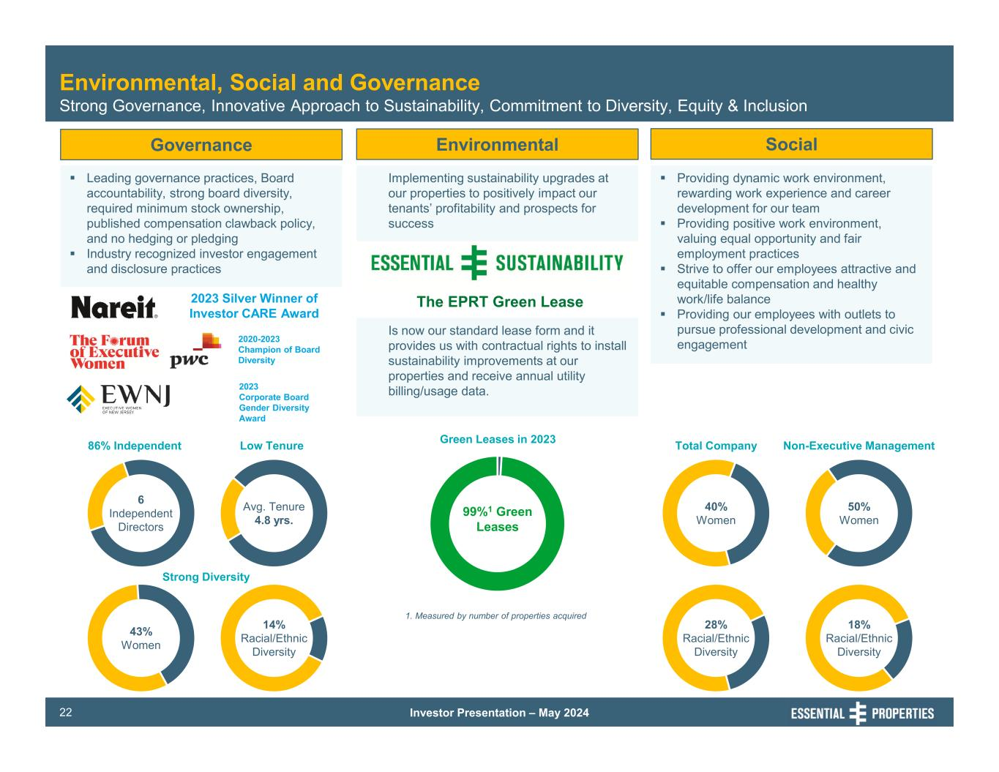 Environmental, Social and Governance
Strong Governance, Innovative Approach to Sustainability, Commitment to Diversity, Equity & Inclusion
Governance
▪ Leading governance practices, Board
accountability, strong board diversity,
required minimum stock ownership,
published compensation clawback policy,
and no hedging or pledging
▪ Industry recognized investor engagement
and disclosure practices
Nareit®
2023 Silver Winner of
Investor CARE Award
The Forum
of Executive
Women
pwc
2020-2023
Champion of Board
Diversity
EWNJ
EXECUTIVE WOMEN
OF NEW JERSEY
2023
Corporate Board
Gender Diversity
Award
86% Independent
6
Independent
Directors
Low Tenure
Avg. Tenure
4.8 yrs.
Strong Diversity
43%
Women
14%
Racial/Ethnic
Diversity
Environmental
Implementing sustainability upgrades at
our properties to positively impact our
tenants’ profitability and prospects for
success
ESSENTIAL SUSTAINABILITY
The EPRT Green Lease
Is now our standard lease form and it
provides us with contractual rights to install
sustainability improvements at our
properties and receive annual utility
billing/usage data.
Green Leases in 2023
99%¹ Green
Leases
1. Measured by number of properties acquired
Social
▪ Providing dynamic work environment,
rewarding work experience and career
development for our team
▪ Providing positive work environment,
valuing equal opportunity and fair
employment practices
▪ Strive to offer our employees attractive and
equitable compensation and healthy
work/life balance
▪ Providing our employees with outlets to
pursue professional development and civic
engagement
Total Company
40%
Women
Non-Executive Management
50%
Women
28%
Racial/Ethnic
Diversity
18%
Racial/Ethnic
Diversity
22
Investor Presentation – May 2024
ESSENTIAL PROPERTIES